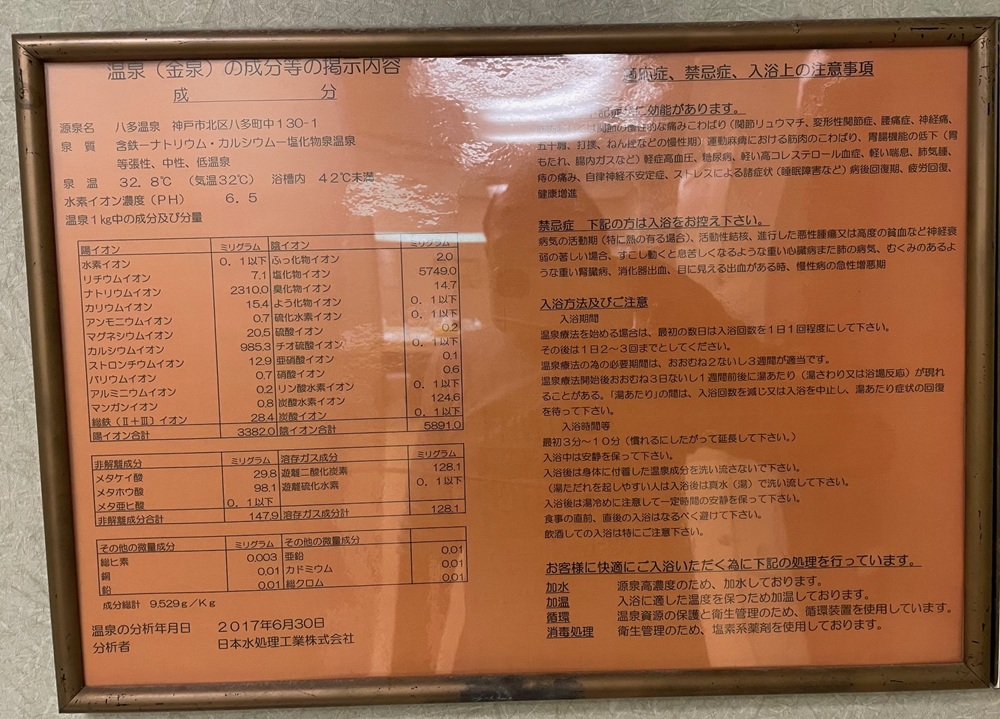 温泉（金泉）の成分等の掲示内容
成　　　　　分
源泉名　八多温泉　神戸市北区八多町中１３０-１
泉　質　含鉄ーナトリウム・カルシウムー塩化物泉温泉
等張性、中性、低温泉
泉　温　３２．８℃　（気温３２℃）　浴槽内　４２℃未満
水素イオン濃度（ＰＨ）　６．５
温泉１kg中の成分及び分量
陽イオン　ミリグラム　陰イオン　ミリグラム
水素イオン　０．１以下　ふっ化物イオン　2.0
リチウムイオン　7.1　塩化物イオン　5749.0
ナトリウムイオン　2310.0　臭化物イオン　14.7
カリウムイオン　15.4　よう化物イオン　０．１以下
アンモニウムイオン　0.7　硫化水素イオン　０．１以下
マグネシウムイオン　20.5　硫酸イオン　0.2
カルシウムイオン　985.3　チオ硫酸イオン　０．１以下
ストロンチウムイオン　12.9　亜硝酸イオン　0.1
バリウムイオン　0.7　硝酸イオン　0.6
アルミニウムイオン　0.2　リン酸水素イオン　０．１以下
マンガンイオン　0.8　炭酸水素イオン　124.6
総鉄（Ⅱ＋Ⅲ）イオン　28.4　炭酸イオン　０．１以下
陽イオン合計　3382.0　陰イオン合計　5891.0
非解離成分　ミリグラム　溶存ガス成分　ミリグラム
メタケイ酸　29.8　遊離二酸化炭素　128.1
メタホウ酸　98.1　遊離硫化水素　０．１以下
メタ亜ヒ酸　０．１以下
非解離成分合計　147.9　溶存ガス成分計　128.1
その他の微量成分　ミリグラム　その他の微量成分
総ヒ素　0.003　亜鉛　0.01
銅　0.01　カドミウム　0.01
鉛　0.01　総クロム　0.01
成分総計　9.529ｇ／Ｋｇ
温泉の分析年月日　２０１７年６月３０日
分析者　日本水処理工業株式会社
適応症、禁忌症、入浴上の注意事項
に効能があります。
痛みこわばり（関節リュウマチ、変形性関節症、腰痛症、神経痛、
五十肩、打撲、ねん挫などの慢性期）運動麻痺における筋肉のこわばり、胃腸機能の低下（胃
もたれ、腸内ガスなど）軽症高血圧、糖尿病、軽い高コレステロール血症、軽い喘息、肺気腫、
痔の痛み、自律神経不安定症、ストレスによる諸症状（睡眠障害など）病後回復期、疲労回復、
健康増進
禁忌症　下記の方は入浴をお控え下さい。
病気の活動期（特に熱の有る場合）、活動性結核、進行した悪性腫瘍又は高度の貧血など神経衰
弱の著しい場合、すこし動くと息苦しくなるような重い心臓病また肺の病気、むくみのあるよ
うな重い腎臓病、消化器出血、目に見える出血がある時、慢性病の急性増悪期
入浴方法及びご注意
入浴期間
温泉療法を始める場合は、最初の数日は入浴回数を１日１回程度にして下さい。
その後は１日２～３回までとしてください。
温泉療法の為の必要期間は、おおむね２ないし３週間が適当です。
温泉療法開始後おおむね３日ないし１週間前後に湯あたり（湯さわり又は浴場反応）が現れ
ることがある。「湯あたり」の間は、入浴回数を減じ又は入浴を中止し、湯あたり症状の回復
を待って下さい。
入浴時間等
最初３分～１０分（慣れるにしたがって延長して下さい。）
入浴中は安静を保って下さい。
入浴後は身体に付着した温泉成分を洗い流さないで下さい。
（湯ただれを起しやすい人は入浴後は真水（湯）で洗い流して下さい。
入浴後は湯冷めに注意して一定時間の安静を保って下さい。
食事の直前、直後の入浴はなるべく避けて下さい。
飲酒しての入浴は特にご注意下さい。
お客様に快適にご入浴いただく為に下記の処理を行っています。
加水　源泉高濃度のため、加水しております。
加温　入浴に適した温度を保つため加温しております。
循環　温泉資源の保護と衛生管理のため、循環装置を使用しています。
消毒処理　衛生管理のため、塩素系薬剤を使用しております。